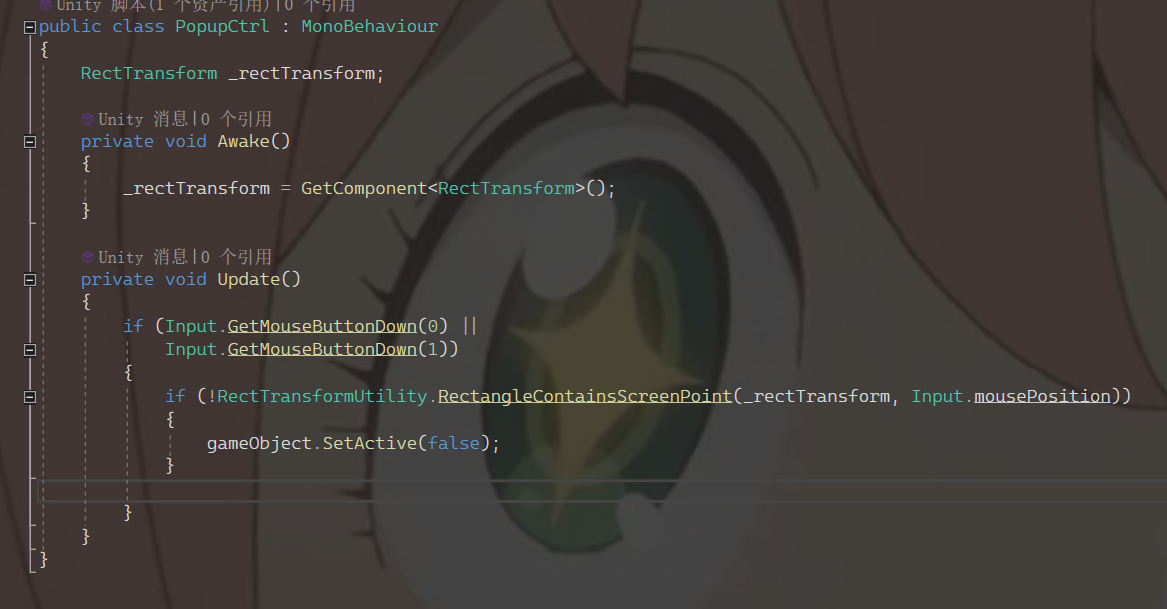 Unity 脚本(1 个资产引用)|0 个引用
public class PopupCtrl : MonoBehaviour
{
RectTransform _rectTransform;
Unity 消息|0 个引用
private void Awake()
{
_rectTransform = GetComponent<RectTransform>();
}
Unity 消息|0 个引用
private void Update()
{
if (Input.GetMouseButtonDown(0) ||
Input.GetMouseButtonDown(1))
{
if (!RectTransformUtility.RectangleContainsScreenPoint(_rectTransform, Input.mousePosition))
{
gameObject.SetActive(false);
}
}
}
}